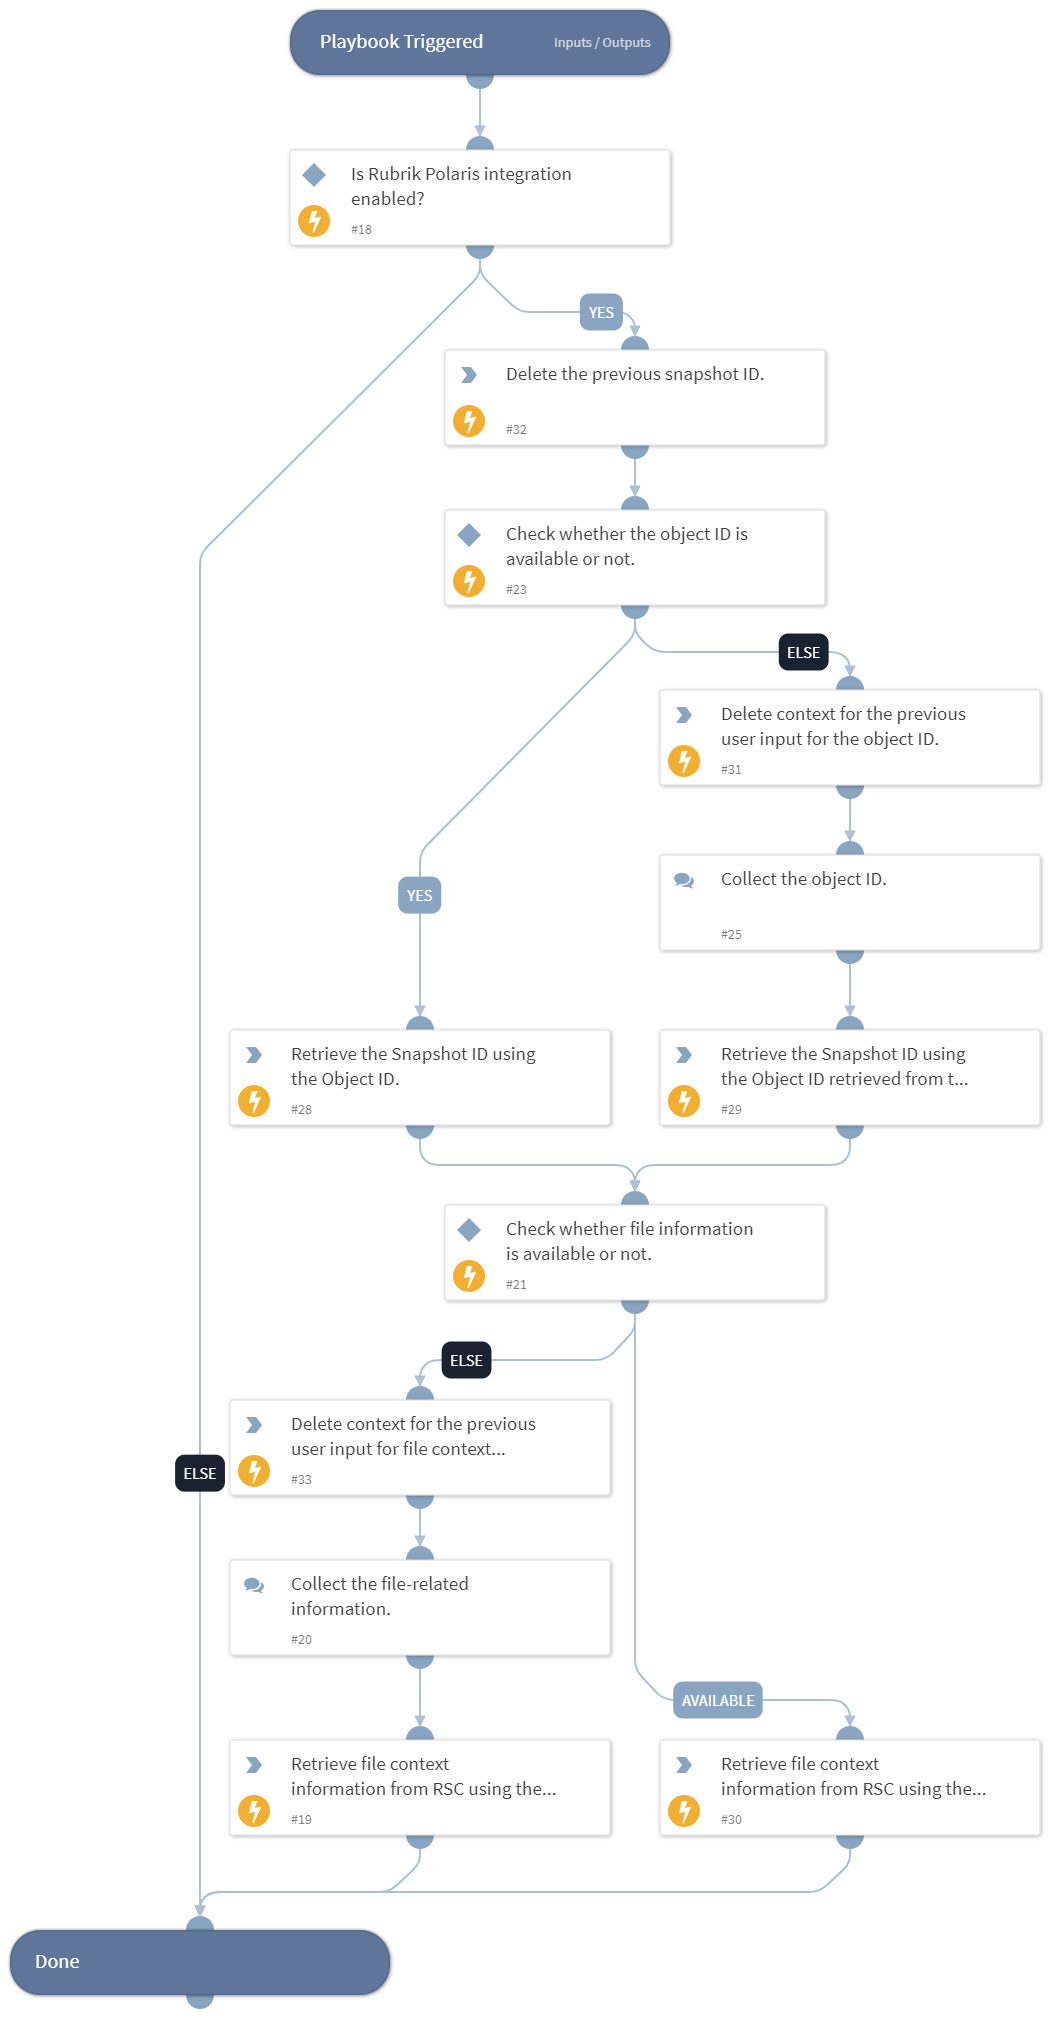 Playbook Triggered
Inputs / Outputs
Is Rubrik Polaris integration
enabled?
#18
YES
Delete the previous snapshot ID.
#32
Check whether the object ID is
available or not.
#23
ELSE
Delete context for the previous
user input for the object ID.
#31
Collect the object ID.
#25
YES
Retrieve the Snapshot ID using
the Object ID.
#28
Retrieve the Snapshot ID using
the Object ID retrieved from t...
#29
Check whether file information
is available or not.
#21
ELSE
Delete context for the previous
user input for file context...
#33
ELSE
Collect the file-related
information.
#20
AVAILABLE
Retrieve file context
information from RSC using the...
#19
Retrieve file context
information from RSC using the...
#30
Done